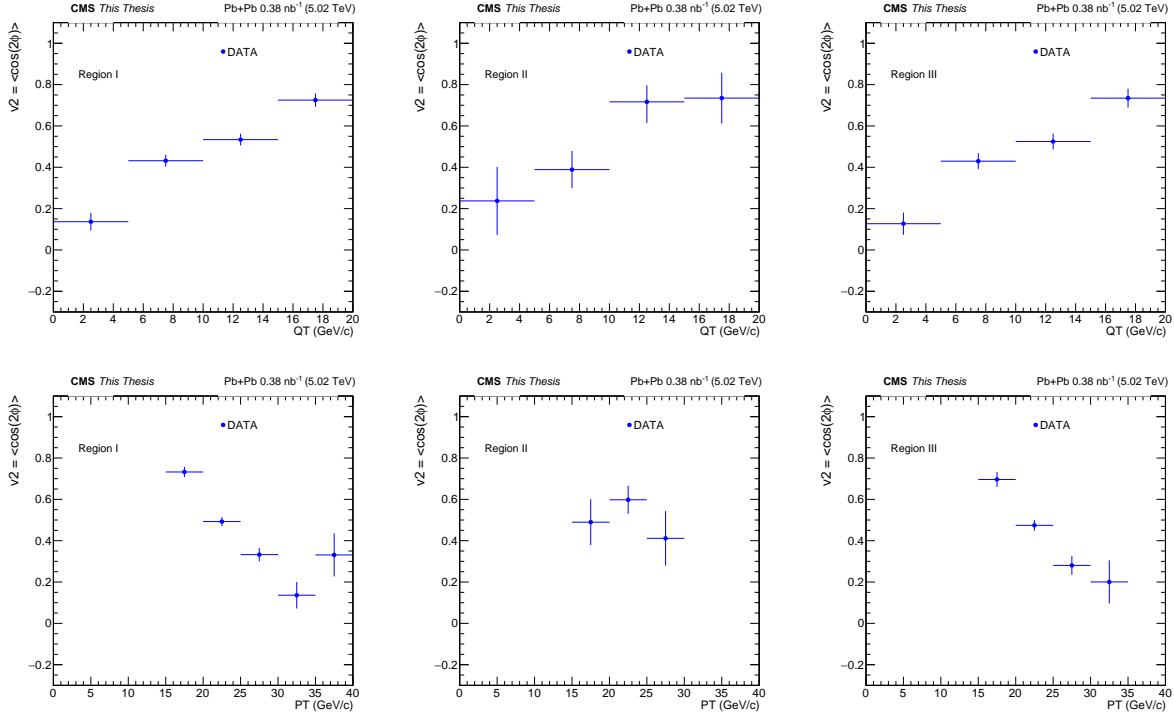 CMS This Thesis Pb+Pb 0.38 nb⁻¹ (5.02 TeV)
v2 = <cos(2φ)>
1
0.8
0.6
0.4
0.2
0
−0.2
DATA
Region I
2 4 6 8 10 12 14 16 18 20
QT (GeV/c)
CMS This Thesis Pb+Pb 0.38 nb⁻¹ (5.02 TeV)
v2 = <cos(2φ)>
1
0.8
0.6
0.4
0.2
0
−0.2
DATA
Region II
0 2 4 6 8 10 12 14 16 18 20
QT (GeV/c)
CMS This Thesis Pb+Pb 0.38 nb⁻¹ (5.02 TeV)
v2 = <cos(2φ)>
1
0.8
0.6
0.4
0.2
0
−0.2
DATA
Region III
0 2 4 6 8 10 12 14 16 18 20
QT (GeV/c)
CMS This Thesis Pb+Pb 0.38 nb⁻¹ (5.02 TeV)
v2 = <cos(2φ)>
1
0.8
0.6
0.4
0.2
0
−0.2
DATA
Region I
0 5 10 15 20 25 30 35 40
PT (GeV/c)
CMS This Thesis Pb+Pb 0.38 nb⁻¹ (5.02 TeV)
v2 = <cos(2φ)>
1
0.8
0.6
0.4
0.2
0
−0.2
DATA
Region II
0 5 10 15 20 25 30 35 40
PT (GeV/c)
CMS This Thesis Pb+Pb 0.38 nb⁻¹ (5.02 TeV)
v2 = <cos(2φ)>
1
0.8
0.6
0.4
0.2
0
−0.2
DATA
Region III
0 5 10 15 20 25 30 35 40
PT (GeV/c)